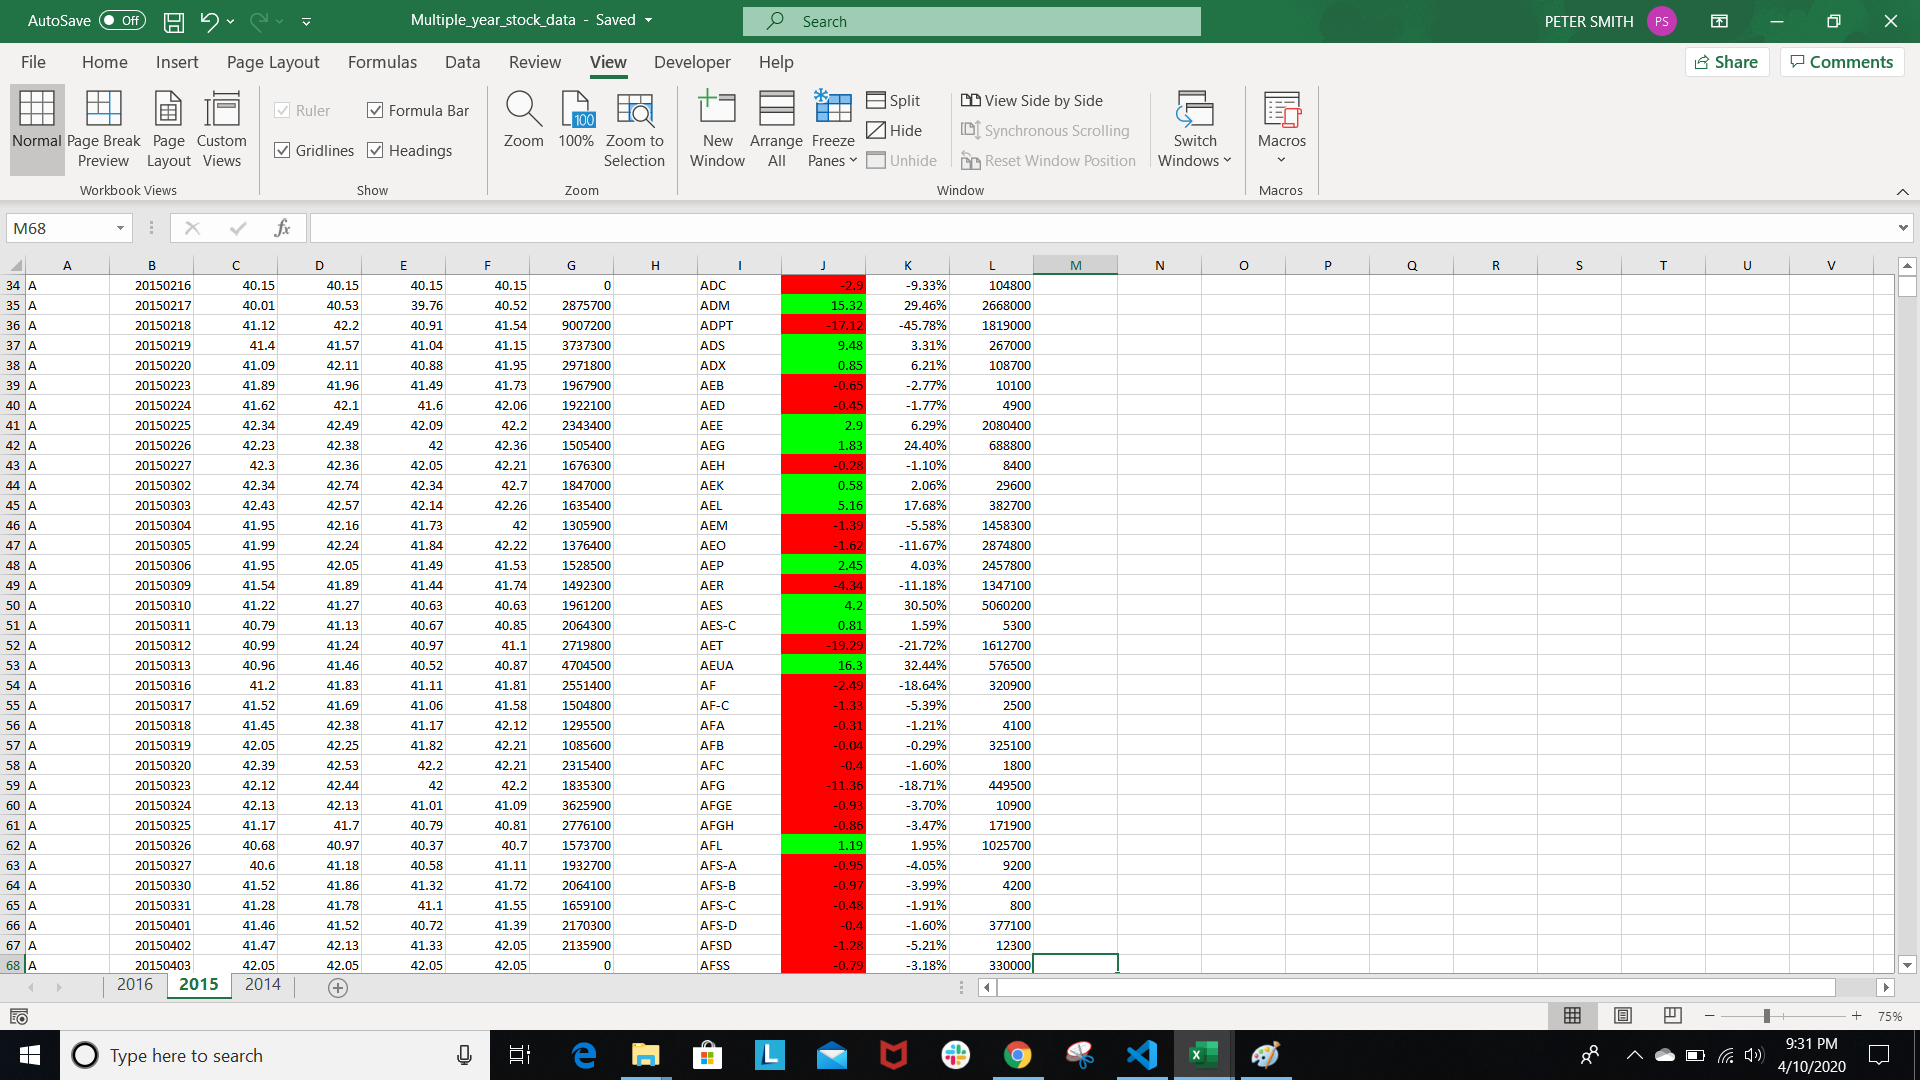 AutoSave Off Multiple_year_stock_data - Saved Search PETER SMITH PS
File Home Insert Page Layout Formulas Data Review View Developer Help Share Comments
Normal Page Break Preview Page Layout Custom Views Workbook Views
Ruler Formula Bar Gridlines Headings Show
Zoom 100 100% Zoom to Selection Zoom
New Window Arrange All Freeze Panes Split Hide Unhide View Side by Side Synchronous Scrolling Reset Window Position Switch Windows Window
Macros Macros
M68 fx
A B C D E F G H I J K L M N O P Q R S T U V
34 A 20150216 40.15 40.15 40.15 40.15 0 ADC -2.9 -9.33% 104800
35 A 20150217 40.01 40.53 39.76 40.52 2875700 ADM 15.32 29.46% 2668000
36 A 20150218 41.12 42.2 40.91 41.54 9007200 ADPT -17.12 -45.78% 1819000
37 A 20150219 41.4 41.57 41.04 41.15 3737300 ADS 9.48 3.31% 267000
38 A 20150220 41.09 42.11 40.88 41.95 2971800 ADX 0.85 6.21% 108700
39 A 20150223 41.89 41.96 41.49 41.73 1967900 AEB -0.65 -2.77% 10100
40 A 20150224 41.62 42.1 41.6 42.06 1922100 AED -0.45 -1.77% 4900
41 A 20150225 42.34 42.49 42.09 42.2 2343400 AEE 2.9 6.29% 2080400
42 A 20150226 42.23 42.38 42 42.36 1505400 AEG 1.83 24.40% 688800
43 A 20150227 42.3 42.36 42.05 42.21 1676300 AEH -0.28 -1.10% 8400
44 A 20150302 42.34 42.74 42.34 42.7 1847000 AEK 0.58 2.06% 29600
45 A 20150303 42.43 42.57 42.14 42.26 1635400 AEL 5.16 17.68% 382700
46 A 20150304 41.95 42.16 41.73 42 1305900 AEM -1.39 -5.58% 1458300
47 A 20150305 41.99 42.24 41.84 42.22 1376400 AEO -1.62 -11.67% 2874800
48 A 20150306 41.95 42.05 41.49 41.53 1528500 AEP 2.45 4.03% 2457800
49 A 20150309 41.54 41.89 41.44 41.74 1492300 AER -4.34 -11.18% 1347100
50 A 20150310 41.22 41.27 40.63 40.63 1961200 AES 4.2 30.50% 5060200
51 A 20150311 40.79 41.13 40.67 40.85 2064300 AES-C 0.81 1.59% 5300
52 A 20150312 40.99 41.24 40.97 41.1 2719800 AET -19.29 -21.72% 1612700
53 A 20150313 40.96 41.46 40.52 40.87 4704500 AEUA 16.3 32.44% 576500
54 A 20150316 41.2 41.83 41.11 41.81 2551400 AF -2.49 -18.64% 320900
55 A 20150317 41.52 41.69 41.06 41.58 1504800 AF-C -1.33 -5.39% 2500
56 A 20150318 41.45 42.38 41.17 42.12 1295500 AFA -0.31 -1.21% 4100
57 A 20150319 42.05 42.25 41.82 42.21 1085600 AFB -0.04 -0.29% 325100
58 A 20150320 42.39 42.53 42.2 42.21 2315400 AFC -0.4 -1.60% 1800
59 A 20150323 42.12 42.44 42 42.2 1835300 AFG -11.36 -18.71% 449500
60 A 20150324 42.13 42.13 41.01 41.09 3625900 AFGE -0.93 -3.70% 10900
61 A 20150325 41.17 41.7 40.79 40.81 2776100 AFGH -0.86 -3.47% 171900
62 A 20150326 40.68 40.97 40.37 40.7 1573700 AFL 1.19 1.95% 1025700
63 A 20150327 40.6 41.18 40.58 41.11 1932700 AFS-A -0.95 -4.05% 9200
64 A 20150330 41.52 41.86 41.32 41.72 2064100 AFS-B -0.97 -3.99% 4200
65 A 20150331 41.28 41.78 41.1 41.55 1659100 AFS-C -0.48 -1.91% 800
66 A 20150401 41.46 41.52 40.72 41.39 2170300 AFS-D -0.4 -1.60% 377100
67 A 20150402 41.47 42.13 41.33 42.05 2135900 AFSD -1.28 -5.21% 12300
68 A 20150403 42.05 42.05 42.05 42.05 0 AFSS -0.79 -3.18% 330000
2016 2015 2014
75%
Type here to search 9:31 PM
4/10/2020